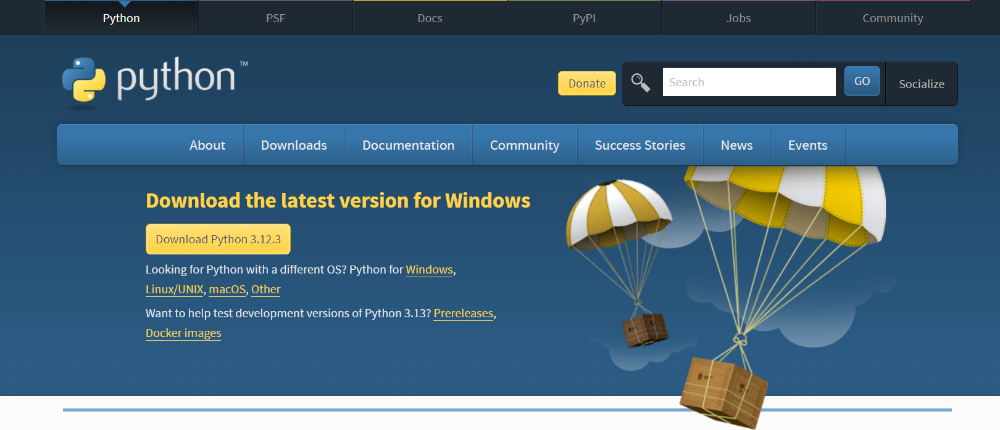 Python PSF Docs PyPI Jobs Community
python™
Donate Search GO Socialize
About Downloads Documentation Community Success Stories News Events
Download the latest version for Windows
Download Python 3.12.3
Looking for Python with a different OS? Python for Windows,
Linux/UNIX, macOS, Other
Want to help test development versions of Python 3.13? Prereleases,
Docker images